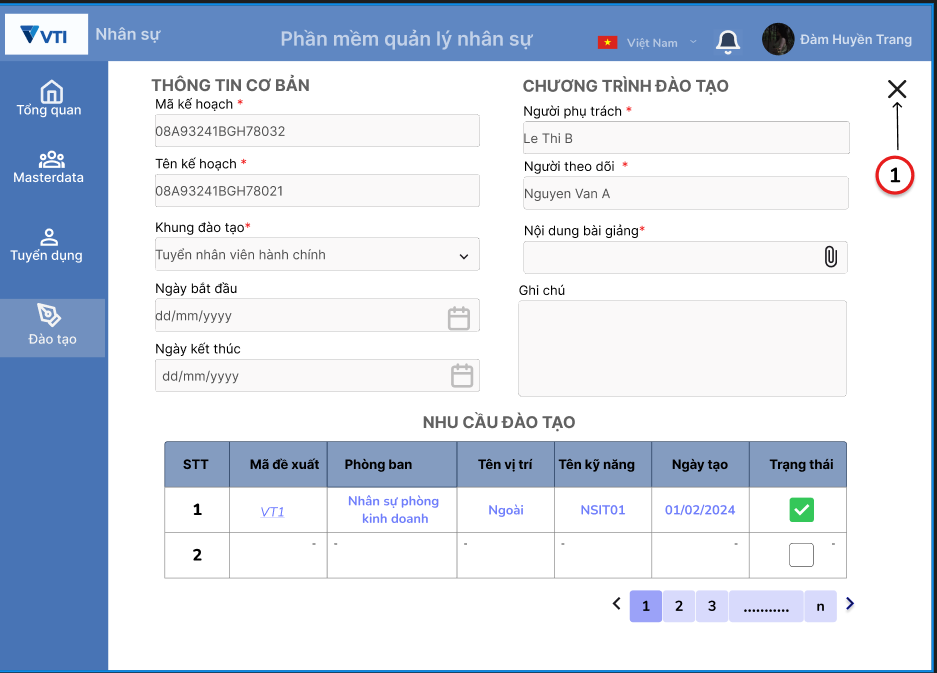 VTI
Nhân sự
Phần mềm quản lý nhân sự
Việt Nam
Đàm Huyền Trang
Tổng quan
Masterdata
Tuyển dụng
Đào tạo
THÔNG TIN CƠ BẢN
Mã kế hoạch *
08A93241BGH78032
Tên kế hoạch *
08A93241BGH78021
Khung đào tạo*
Tuyển nhân viên hành chính
Ngày bắt đầu
dd/mm/yyyy
Ngày kết thúc
dd/mm/yyyy
CHƯƠNG TRÌNH ĐÀO TẠO
Người phụ trách *
Le Thi B
Người theo dõi *
Nguyen Van A
Nội dung bài giảng*
Ghi chú
1
NHU CẦU ĐÀO TẠO
STT Mã đề xuất Phòng ban Tên vị trí Tên kỹ năng Ngày tạo Trạng thái
1 VT1 Nhân sự phòng kinh doanh Ngoài NSIT01 01/02/2024
2 - - - - - -
< 1 2 3 ........... n >